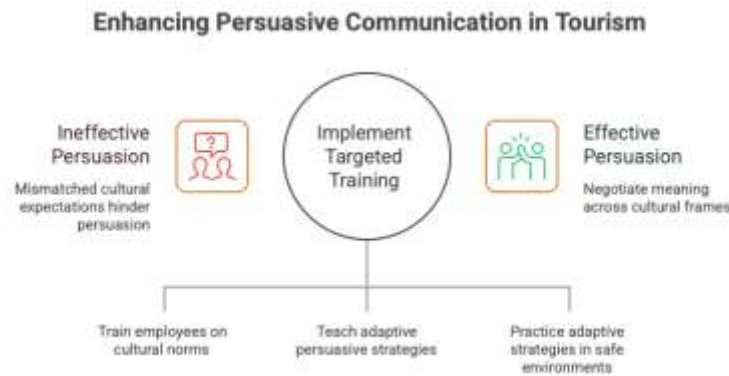 Enhancing Persuasive Communication in Tourism
Ineffective
Persuasion
Mismatched cultural
expectations hinder
persuasion
?
Implement
Targeted
Training
Effective
Persuasion
Negotiate meaning
across cultural frames
Train employees on
cultural norms
Teach adaptive
persuasive strategies
Practice adaptive
strategies in safe
environments